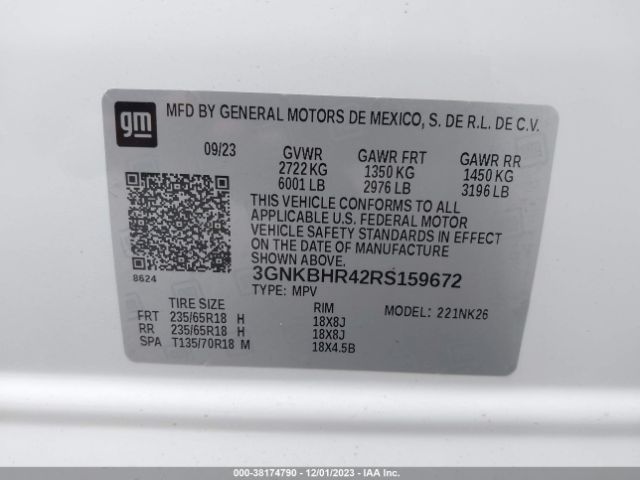 gm MFD BY GENERAL MOTORS DE MEXICO, S. DE R.L. DE C.V.
09/23 GVWR GAWR FRT GAWR RR
2722 KG 1350 KG 1450 KG
6001 LB 2976 LB 3196 LB
THIS VEHICLE CONFORMS TO ALL
APPLICABLE U.S. FEDERAL MOTOR
VEHICLE SAFETY STANDARDS IN EFFECT
ON THE DATE OF MANUFACTURE
SHOWN ABOVE.
8624 3GNKBHR42RS159672
TYPE: MPV
TIRE SIZE RIM MODEL: 221NK26
FRT 235/65R18 H 18X8J
RR 235/65R18 H 18X8J
SPA T135/70R18 M 18X4.5B
000-38174790 - 12/01/2023 - IAA Inc.